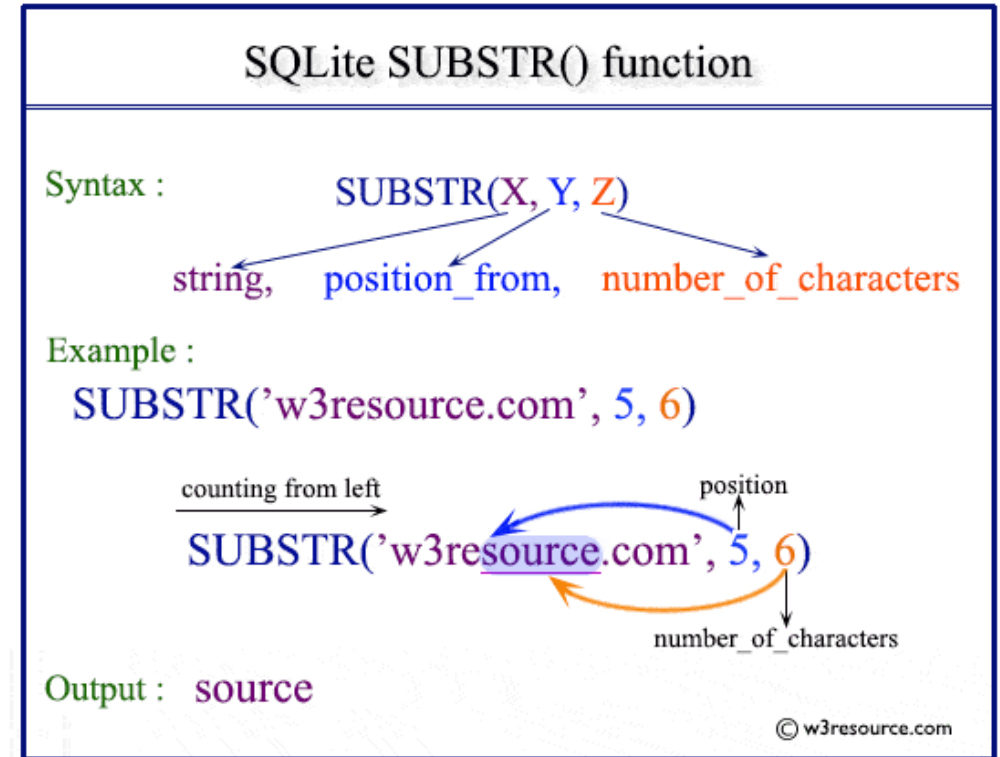 SQLite SUBSTR() function
Syntax :
SUBSTR(X, Y, Z)
string, position_from, number_of_characters
Example :
SUBSTR(’w3resource.com’, 5, 6)
counting from left
position
SUBSTR(’w3resource.com’, 5, 6)
number_of_characters
Output : source
© w3resource.com